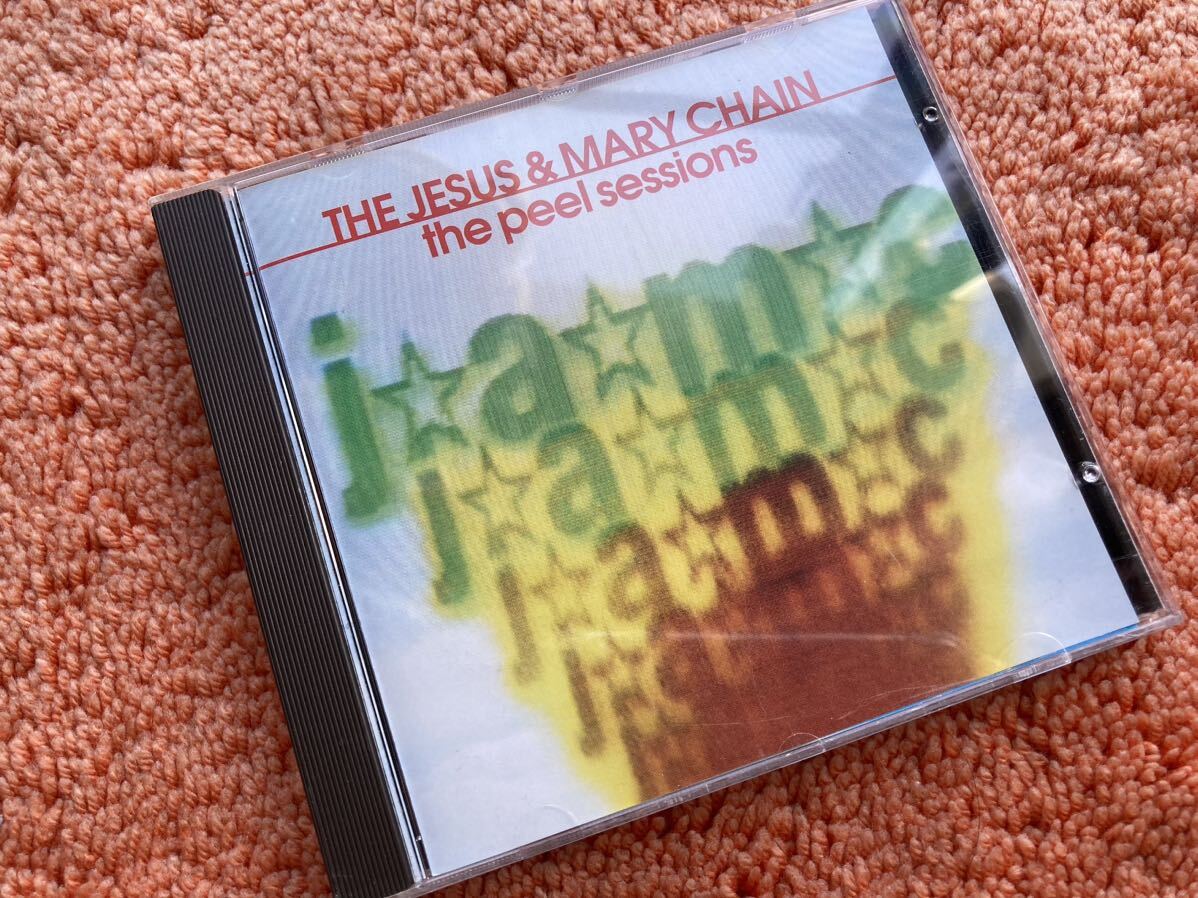 THE JESUS & MARY CHAIN
the peel sessions
j★a★m★c
j★a★m★c
j★a★m★c